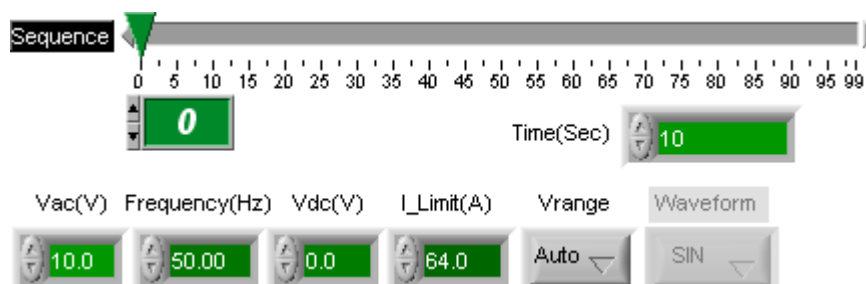 Sequence
0 5 10 15 20 25 30 35 40 45 50 55 60 65 70 75 80 85 90 95 99
0
Time(Sec) 10
Vac(V) Frequency(Hz) Vdc(V) I_Limit(A) Vrange Waveform
10.0 50.00 0.0 64.0 Auto SIN